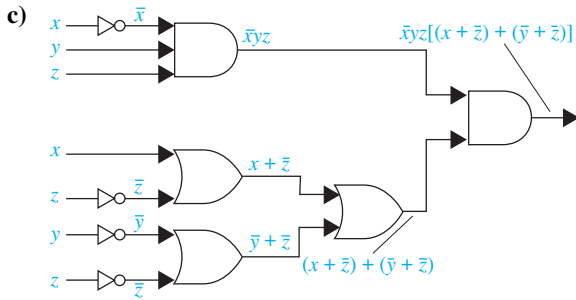 c)
x x̄
y x̄yz x̄yz[(x + z̄) + (ȳ + z̄)]
z
x
x + z̄
z z̄
y ȳ
ȳ + z̄
(x + z̄) + (ȳ + z̄)
z z̄